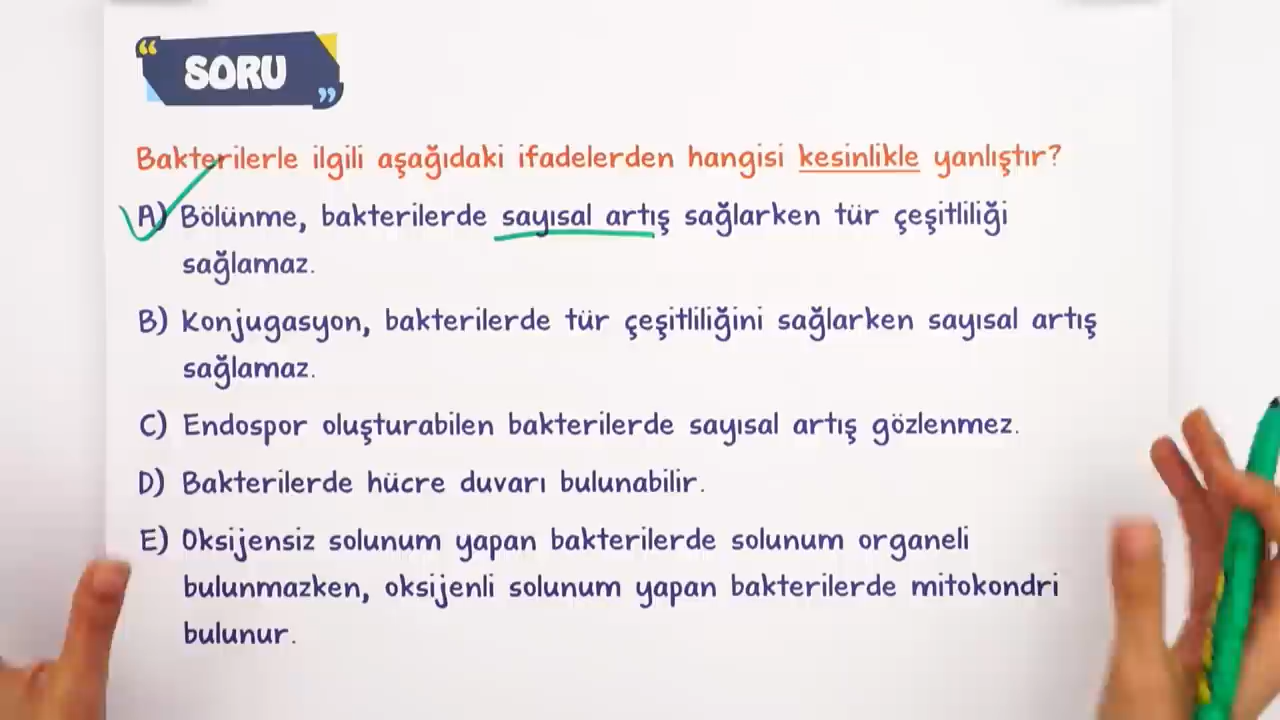 “ SORU ”
Bakterilerle ilgili aşağıdaki ifadelerden hangisi kesinlikle yanlıştır?
A) Bölünme, bakterilerde sayısal artış sağlarken tür çeşitliliği
sağlamaz.
B) Konjugasyon, bakterilerde tür çeşitliliğini sağlarken sayısal artış
sağlamaz.
C) Endospor oluşturabilen bakterilerde sayısal artış gözlenmez.
D) Bakterilerde hücre duvarı bulunabilir.
E) Oksijensiz solunum yapan bakterilerde solunum organeli
bulunmazken, oksijenli solunum yapan bakterilerde mitokondri
bulunur.